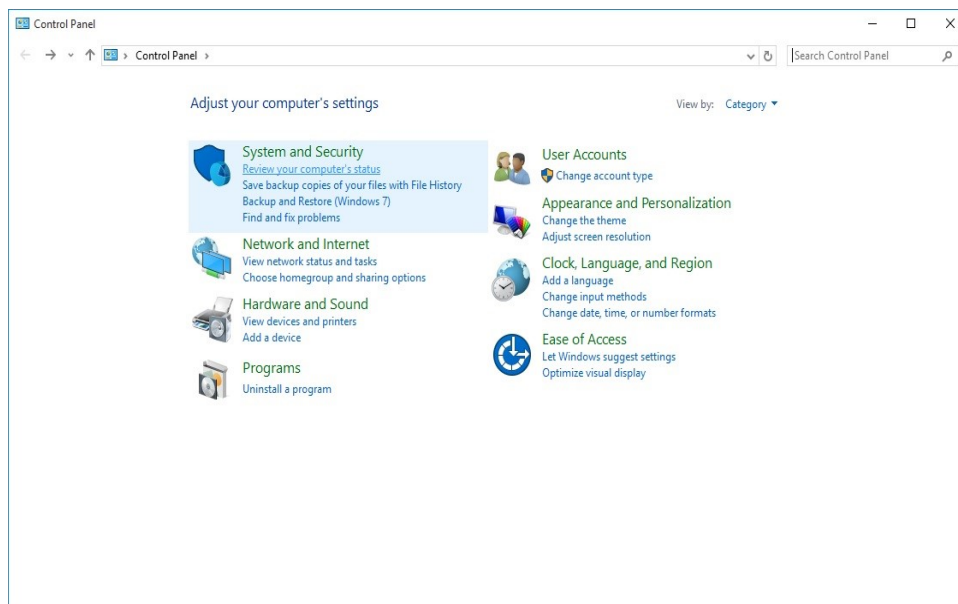 Control Panel
Control Panel
Search Control Panel
Adjust your computer's settings
View by: Category
System and Security
Review your computer's status
Save backup copies of your files with File History
Backup and Restore (Windows 7)
Find and fix problems
Network and Internet
View network status and tasks
Choose homegroup and sharing options
Hardware and Sound
View devices and printers
Add a device
Programs
Uninstall a program
User Accounts
Change account type
Appearance and Personalization
Change the theme
Adjust screen resolution
Clock, Language, and Region
Add a language
Change input methods
Change date, time, or number formats
Ease of Access
Let Windows suggest settings
Optimize visual display